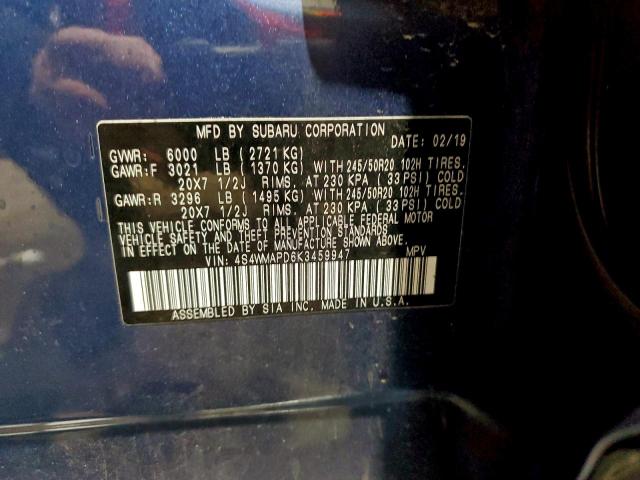 MFD BY SUBARU CORPORATION DATE: 02/19
GVWR: 6000 LB (2721 KG)
GAWR:F 3021 LB (1370 KG) WITH 245/50R20 102H TIRES.
20X7 1/2J RIMS. AT 230 KPA (33 PSI) COLD
GAWR:R 3296 LB (1495 KG) WITH 245/50R20 102H TIRES.
20X7 1/2J RIMS. AT 230 KPA (33 PSI) COLD
THIS VEHICLE CONFORMS TO ALL APPLICABLE FEDERAL MOTOR
VEHICLE SAFETY AND THEFT PREVENTION STANDARDS
IN EFFECT ON THE DATE OF MANUFACTURE SHOWN ABOVE.
VIN: 4S4WMAPD6K3459947 MPV
ASSEMBLED BY SIA INC. MADE IN U.S.A.